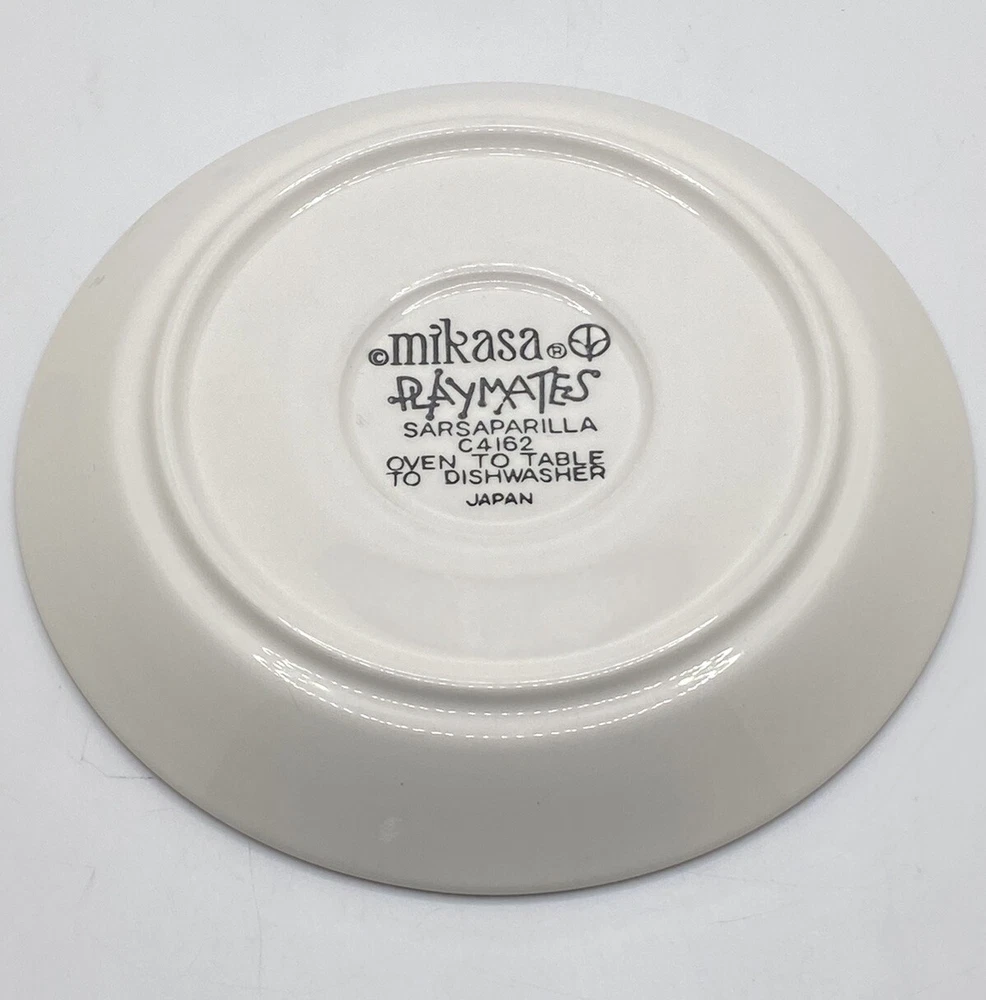 ©mikasa®
PLAYMATES
SARSAPARILLA
C4162
OVEN TO TABLE
TO DISHWASHER
JAPAN